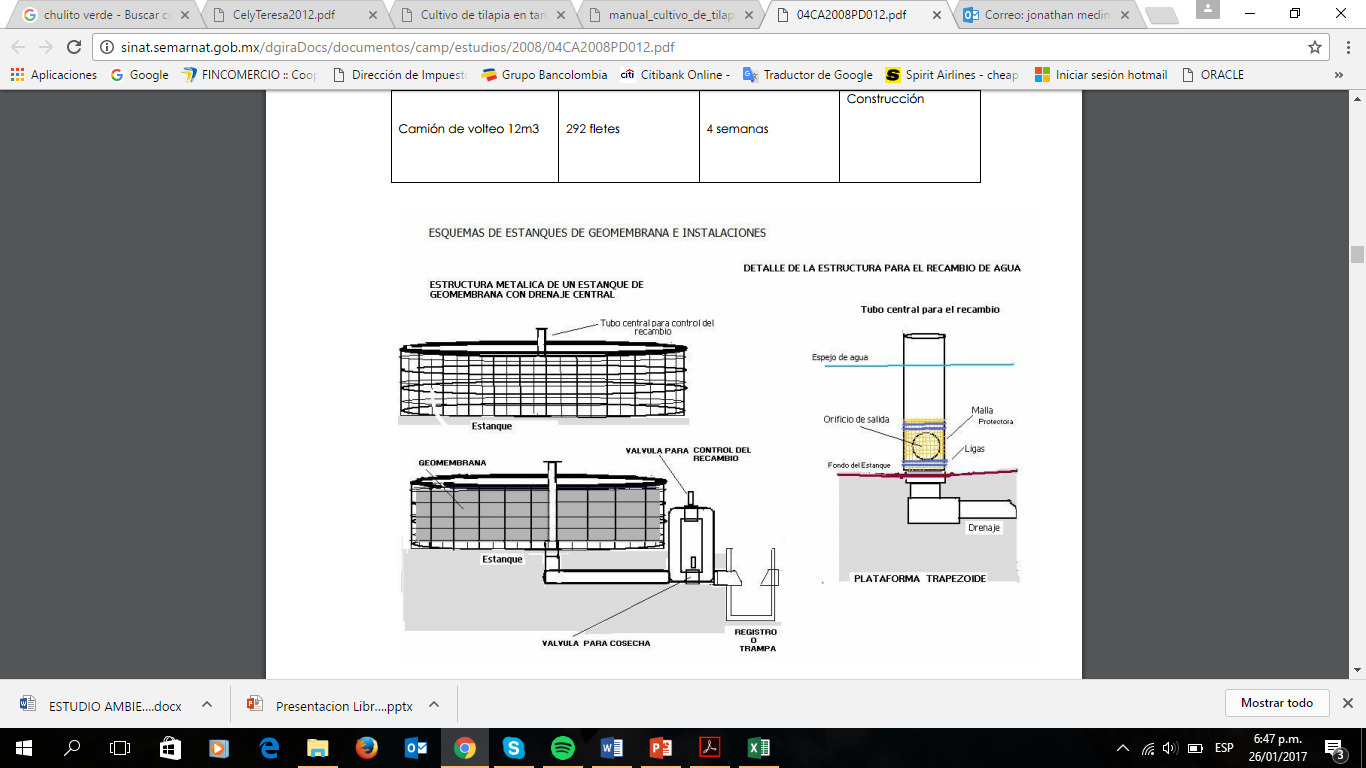 chulito verde - Buscar co
CelyTeresa2012.pdf
Cultivo de tilapia en tan
manual_cultivo_de_tilap
04CA2008PD012.pdf
Correo: jonathan medin
sinat.semarnat.gob.mx/dgiraDocs/documentos/camp/estudios/2008/04CA2008PD012.pdf
Aplicaciones
Google
FINCOMERCIO :: Coop
Dirección de Impuest
Grupo Bancolombia
citi
Citibank Online -
Traductor de Google
Spirit Airlines - cheap
Iniciar sesión hotmail
ORACLE
»
Construcción
Camión de volteo 12m3
292 fletes
4 semanas
ESQUEMAS DE ESTANQUES DE GEOMEMBRANA E INSTALACIONES
DETALLE DE LA ESTRUCTURA PARA EL RECAMBIO DE AGUA
ESTRUCTURA METALICA DE UN ESTANQUE DE
GEOMEMBRANA CON DRENAJE CENTRAL
Tubo central para el recambio
Tubo central para control del
recambio
Espejo de agua
Estanque
Orificio de salida
Malla
Protectora
Ligas
Fondo del Estanque
Drenaje
PLATAFORMA TRAPEZOIDE
GEOMEMBRANA
VALVULA PARA CONTROL DEL
RECAMBIO
Estanque
VALVULA PARA COSECHA
REGISTRO
O
TRAMPA
ESTUDIO AMBIE....docx
Presentacion Libr....pptx
Mostrar todo
ESP
6:47 p.m.
26/01/2017
3